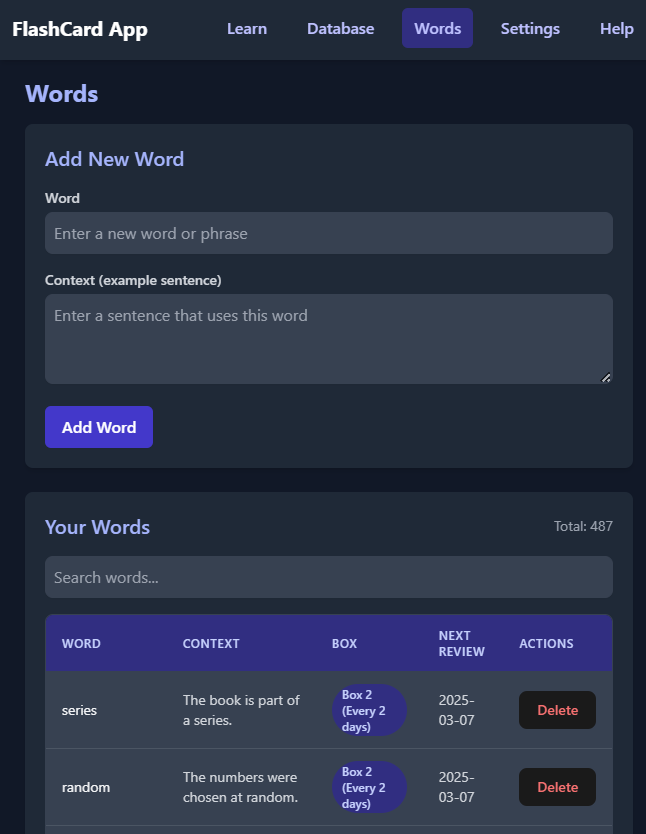 FlashCard App Learn Database Words Settings Help
Words
Add New Word
Word
Enter a new word or phrase
Context (example sentence)
Enter a sentence that uses this word
Add Word
Your Words Total: 487
Search words...
WORD CONTEXT BOX NEXT REVIEW ACTIONS
series
The book is part of
a series.
Box 2
(Every 2
days)
2025-
03-07
Delete
random
The numbers were
chosen at random.
Box 2
(Every 2
days)
2025-
03-07
Delete